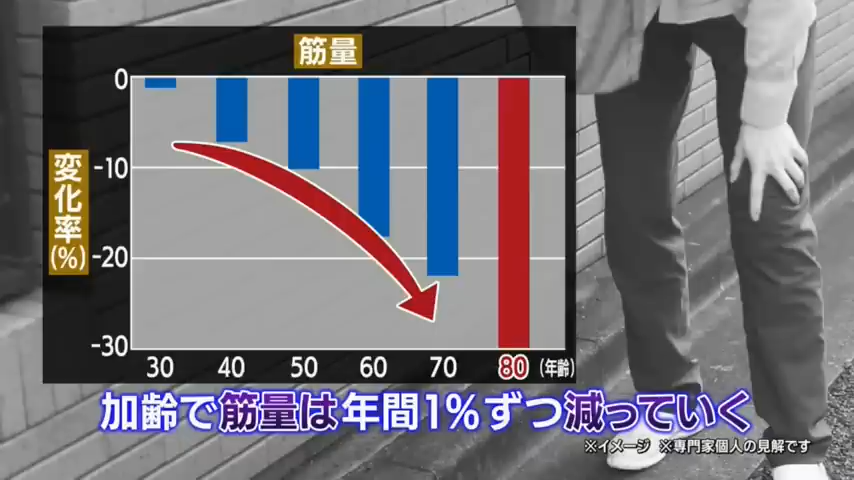 筋量
変化率(%)
0
-10
-20
-30
30 40 50 60 70 80 (年齢)
加齢で筋量は年間1%ずつ減っていく
※イメージ ※専門家個人の見解です